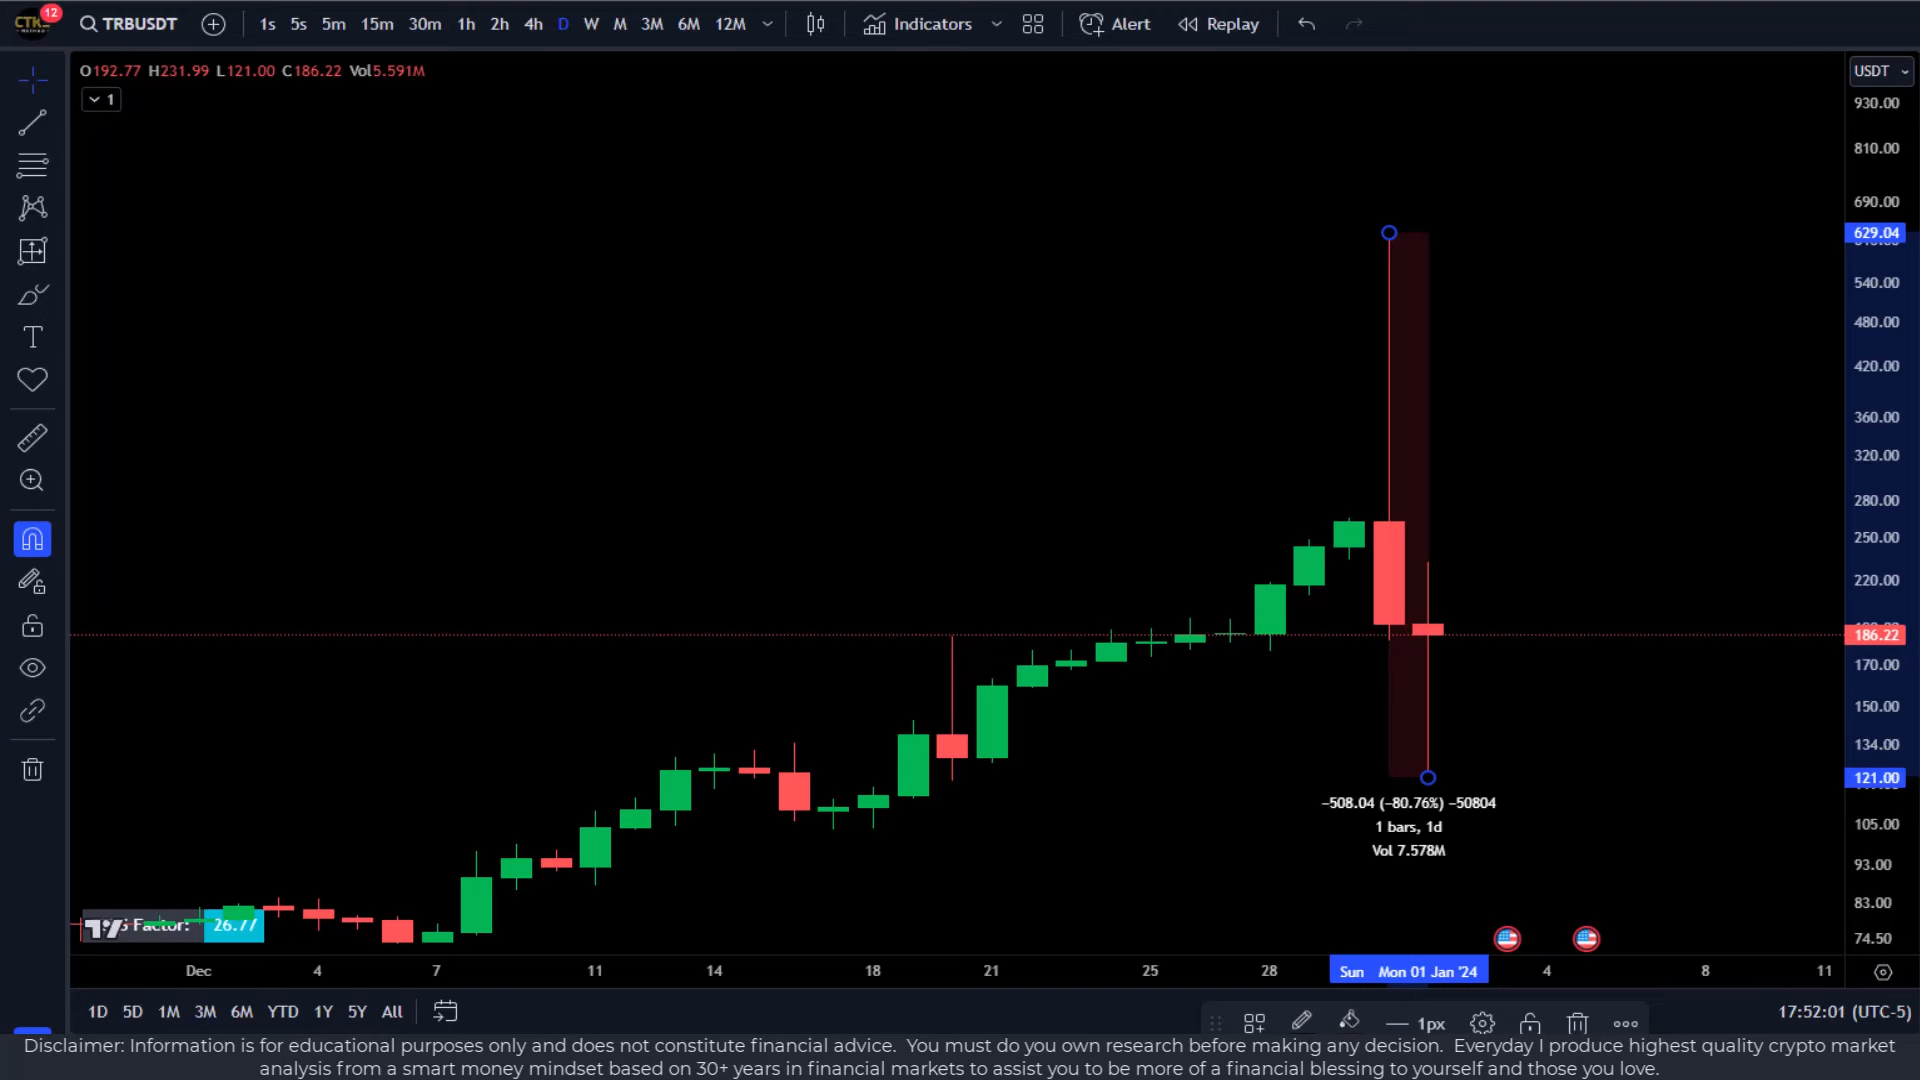 CTK 12
TRBUSDT 1s 5s 5m 15m 30m 1h 2h 4h D W M 3M 6M 12M Indicators Alert Replay
O192.77 H231.99 L121.00 C186.22 Vol5.591M
1
USDT
930.00
810.00
690.00
629.04
540.00
480.00
420.00
360.00
320.00
280.00
250.00
220.00
186.22
170.00
150.00
134.00
121.00
105.00
93.00
83.00
74.50
−508.04 (−80.76%) −50804
1 bars, 1d
Vol 7.578M
Factor: 26.77
Dec 4 7 11 14 18 21 25 28 Sun Mon 01 Jan '24 4 8 11
1D 5D 1M 3M 6M YTD 1Y 5Y All
1px
17:52:01 (UTC-5)
Disclaimer: Information is for educational purposes only and does not constitute financial advice. You must do you own research before making any decision. Everyday I produce highest quality crypto market
analysis from a smart money mindset based on 30+ years in financial markets to assist you to be more of a financial blessing to yourself and those you love.